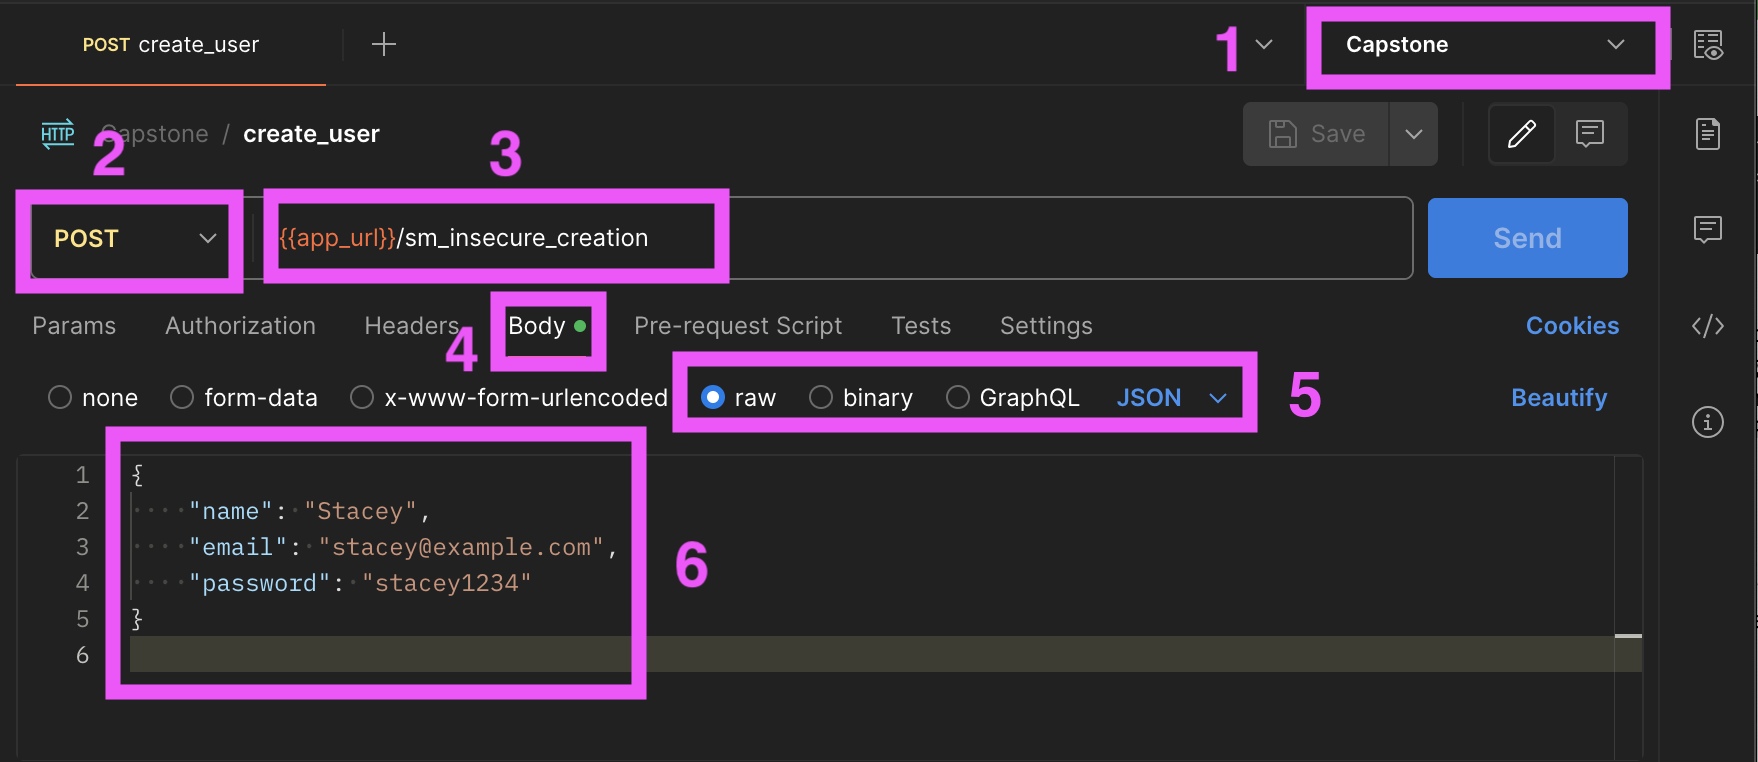 POST create_user
1
Capstone
HTTP Capstone / create_user
Save
2
3
POST
{{app_url}}/sm_insecure_creation
Send
Params Authorization Headers Body Pre-request Script Tests Settings Cookies
4
none form-data x-www-form-urlencoded raw binary GraphQL JSON Beautify
5
1 {
2 "name": "Stacey",
3 "email": "stacey@example.com",
4 "password": "stacey1234"
5 }
6
6